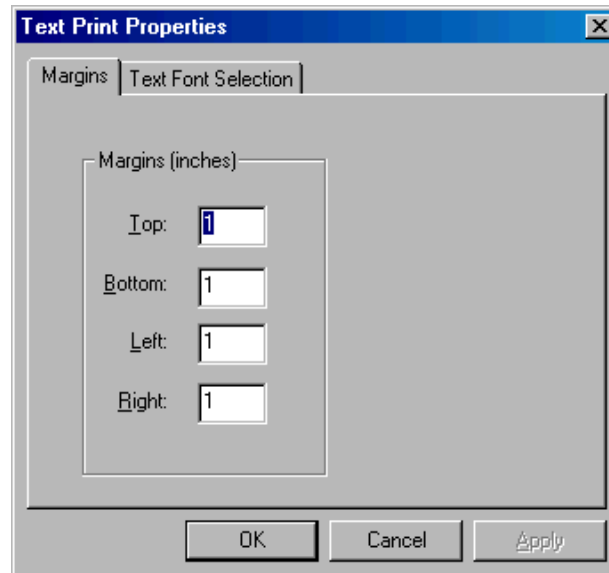 Text Print Properties
Margins Text Font Selection
Margins (inches)
Top: 1
Bottom: 1
Left: 1
Right: 1
OK Cancel Apply